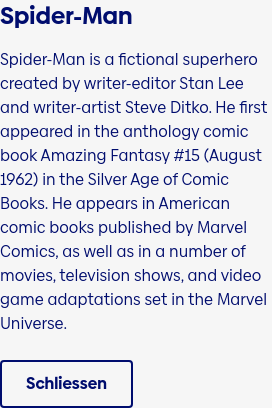 Spider-Man
Spider-Man is a fictional superhero
created by writer-editor Stan Lee
and writer-artist Steve Ditko. He first
appeared in the anthology comic
book Amazing Fantasy #15 (August
1962) in the Silver Age of Comic
Books. He appears in American
comic books published by Marvel
Comics, as well as in a number of
movies, television shows, and video
game adaptations set in the Marvel
Universe.
Schliessen